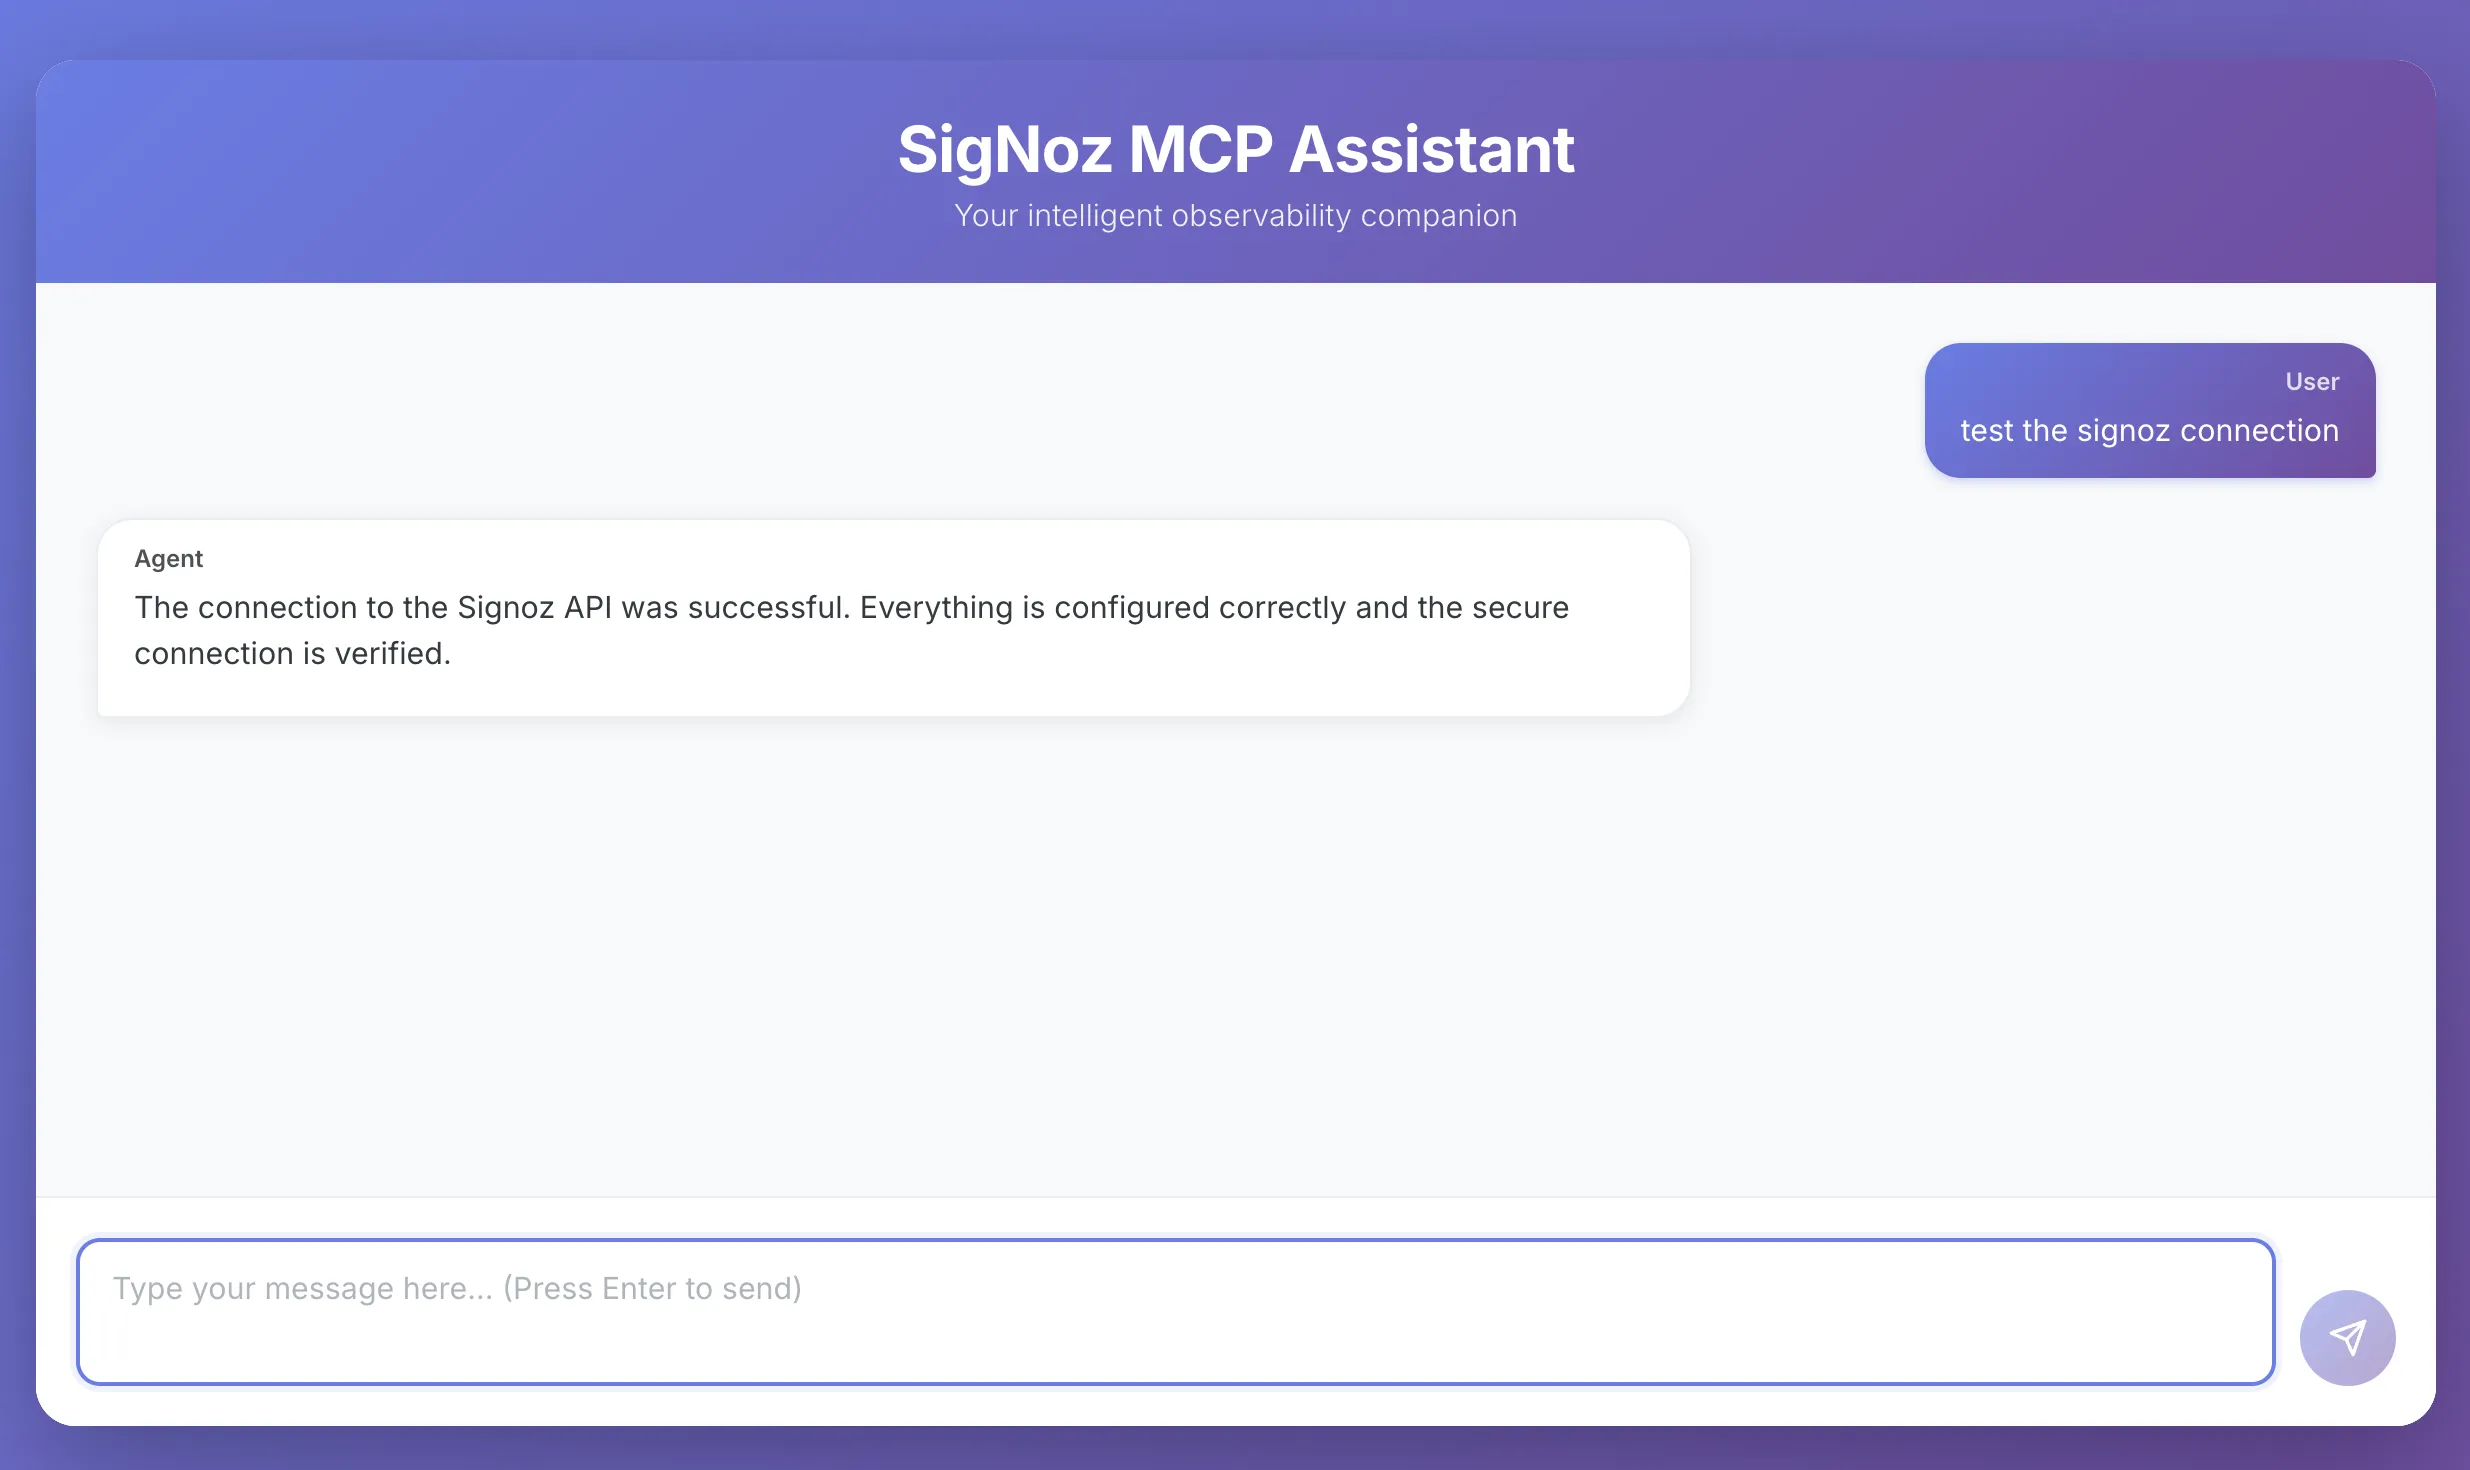 SigNoz MCP Assistant
Your intelligent observability companion
User
test the signoz connection
Agent
The connection to the Signoz API was successful. Everything is configured correctly and the secure
connection is verified.
Type your message here... (Press Enter to send)